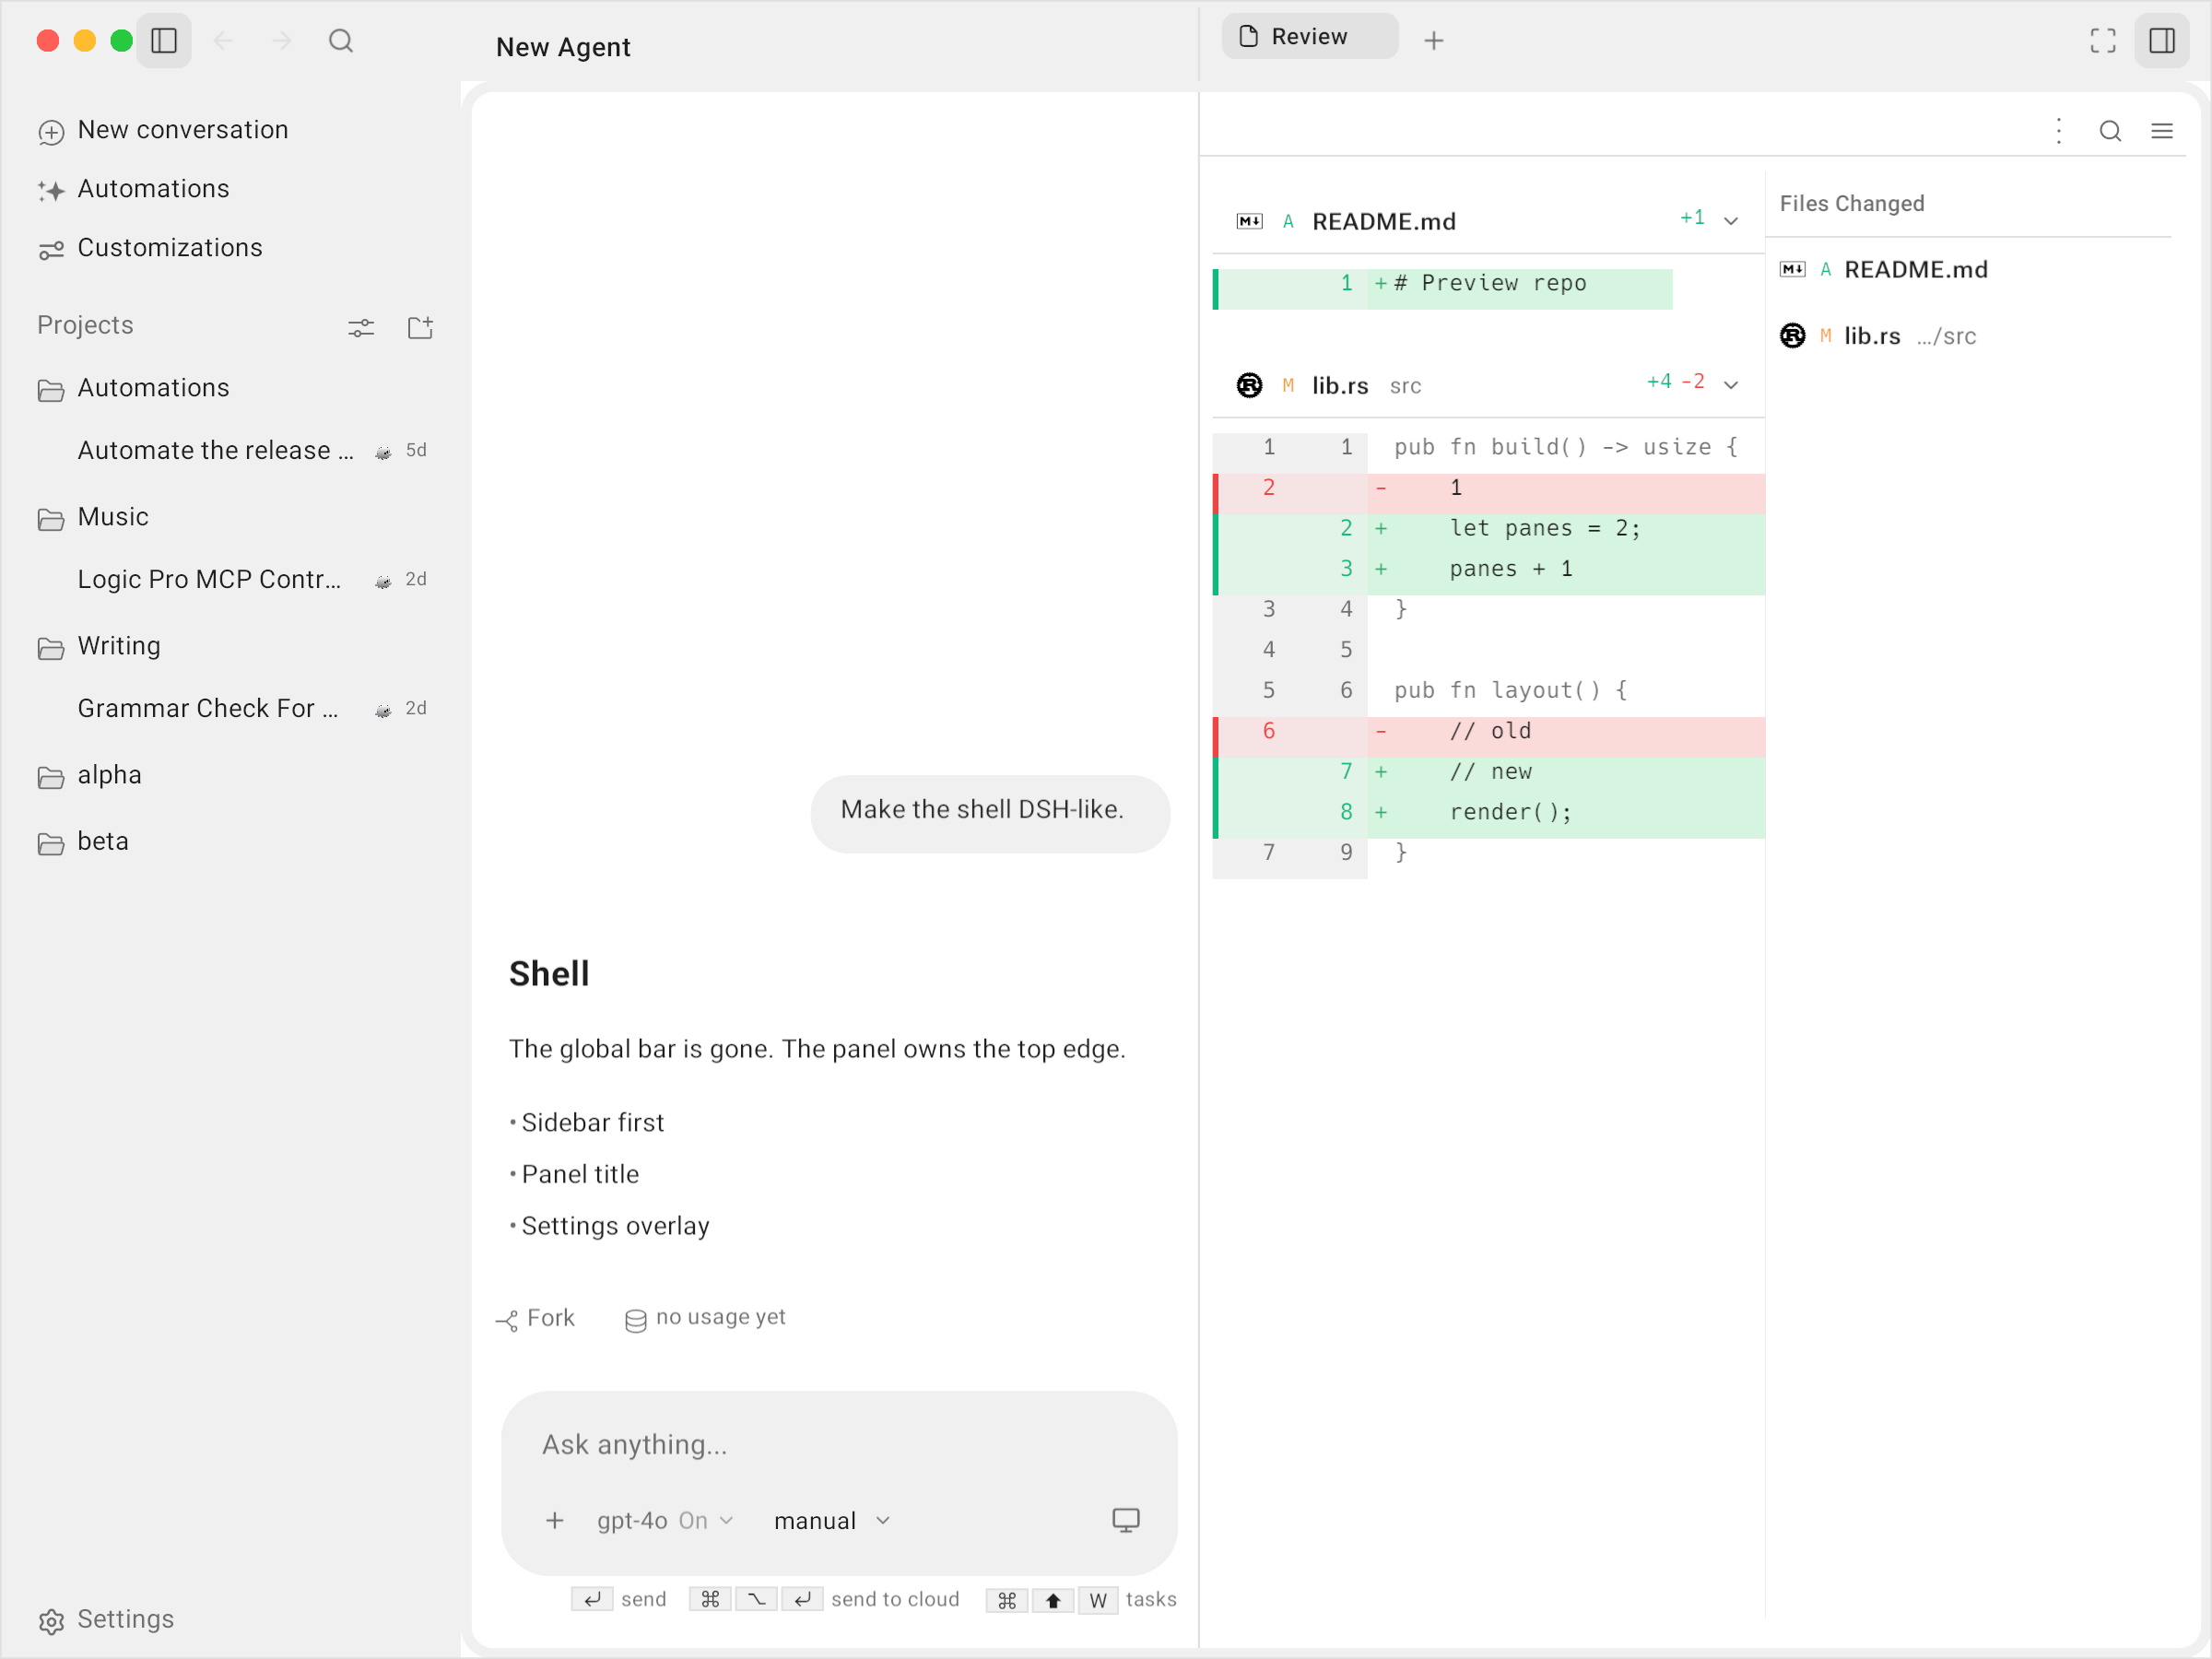 New Agent
Review
New conversation
Automations
Customizations
Projects
Automations
Automate the release ... 5d
Music
Logic Pro MCP Contr... 2d
Writing
Grammar Check For ... 2d
alpha
beta
Settings
Make the shell DSH-like.
Shell
The global bar is gone. The panel owns the top edge.
• Sidebar first
• Panel title
• Settings overlay
Fork no usage yet
Ask anything...
gpt-4o On manual
send ⌘ ⌥ send to cloud ⌘ W tasks
M↓ A README.md +1
1 + # Preview repo
R M lib.rs src +4 -2
1 1 pub fn build() -> usize {
2 - 1
2 + let panes = 2;
3 + panes + 1
3 4 }
4 5
5 6 pub fn layout() {
6 - // old
7 + // new
8 + render();
7 9 }
Files Changed
M↓ A README.md
R M lib.rs .../src